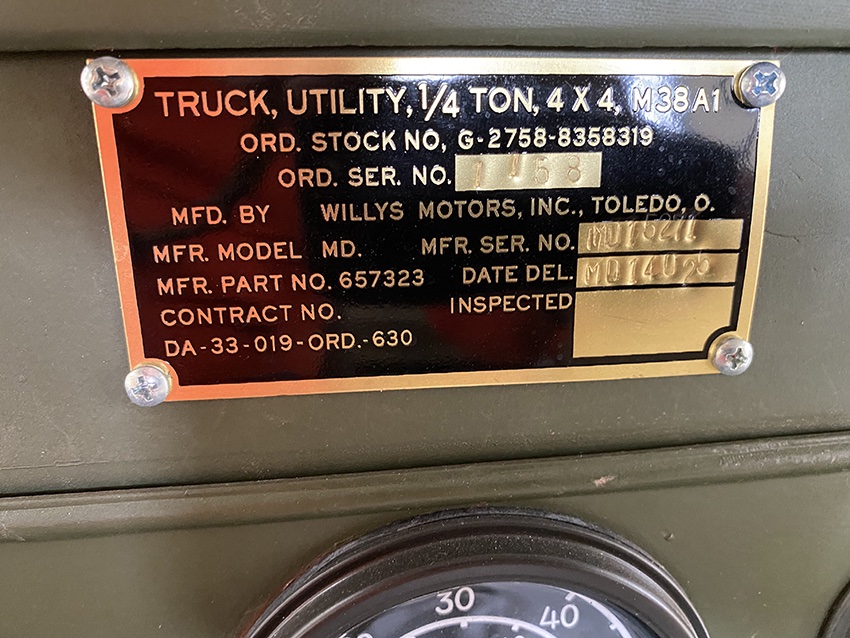 TRUCK, UTILITY, 1/4 TON, 4 X 4, M38A1
ORD. STOCK NO, G-2758-8358319
ORD. SER. NO.
MFD. BY WILLYS MOTORS, INC., TOLEDO, O.
MFR. MODEL MD. MFR. SER. NO.
MFR. PART NO. 657323 DATE DEL.
CONTRACT NO. INSPECTED
DA-33-019-ORD.-630
30 40